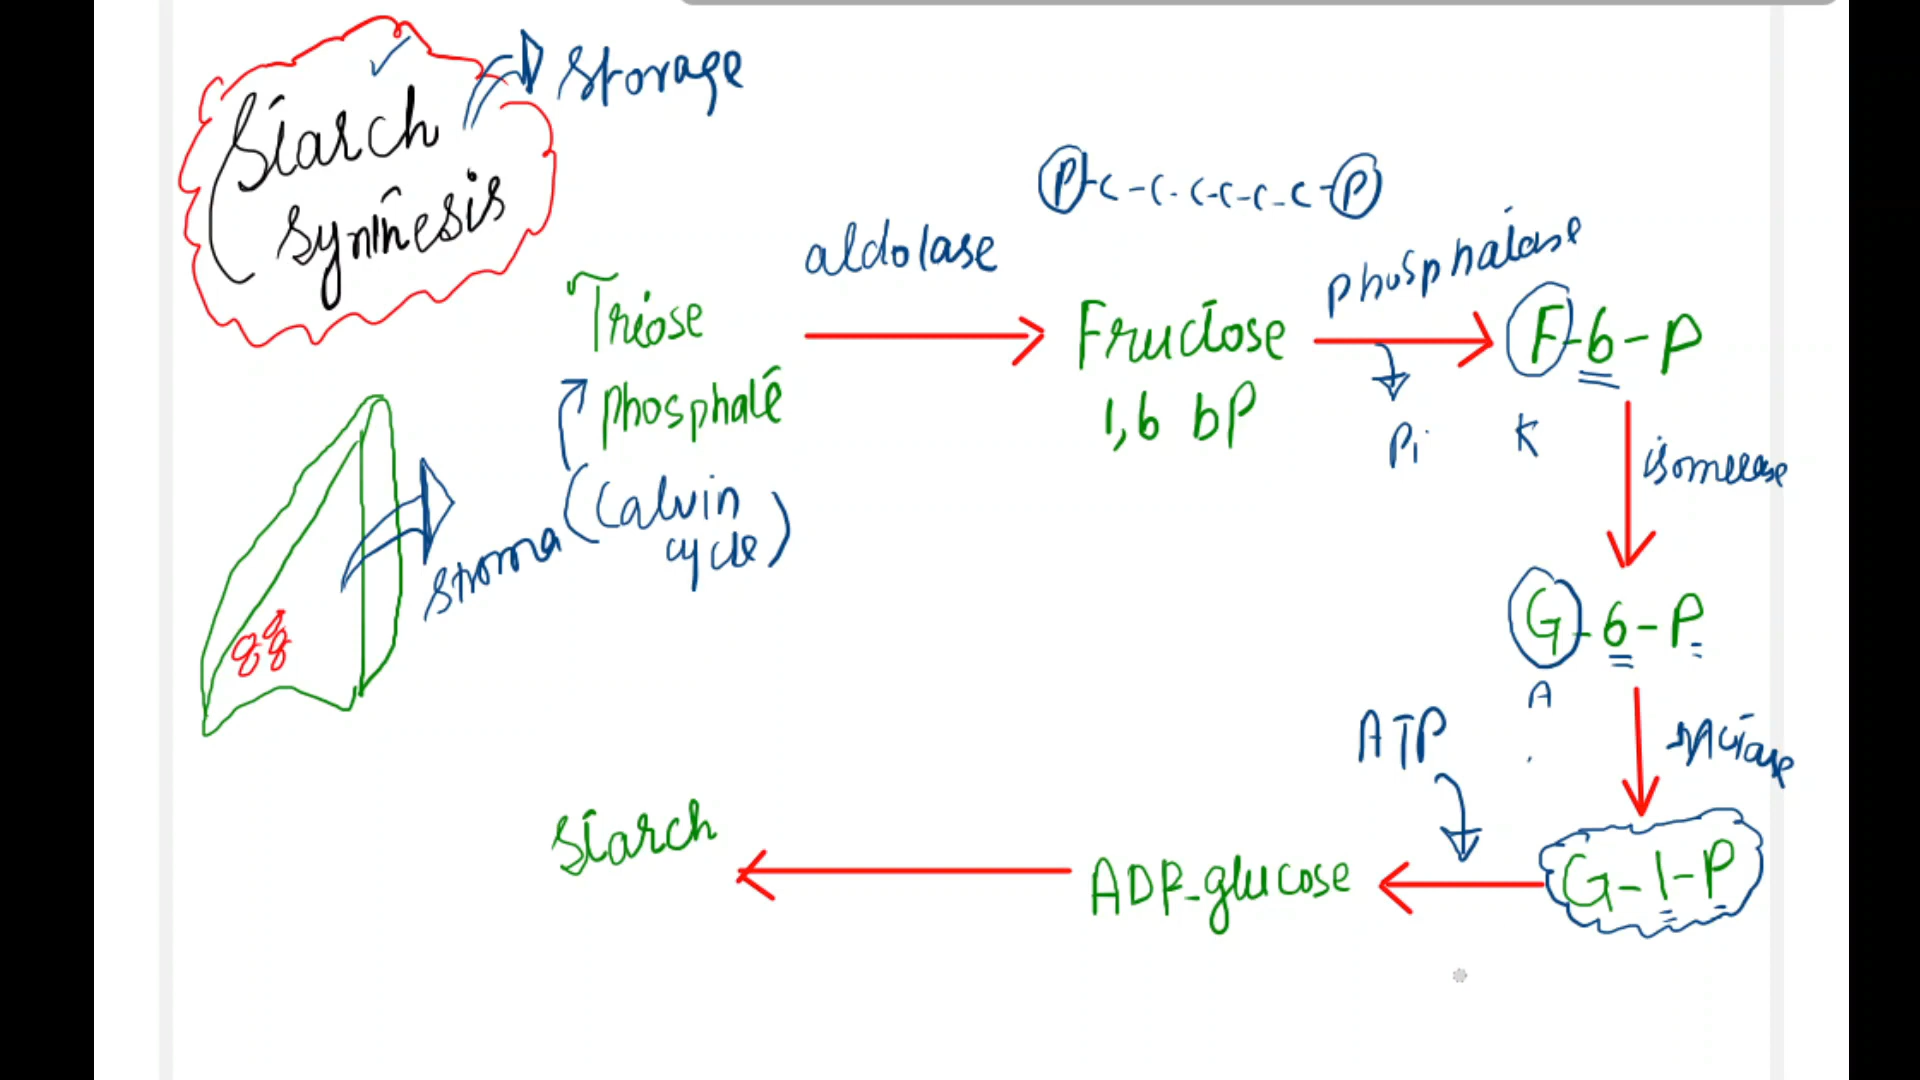 Starch
synthesis
Storage
P-C-C-C-C-C-C-P
aldolase
phosphatase
Triose
phosphate
Fructose
1,6 bP
F-6-P
Pi
K
isomerase
(Calvin
cycle)
stroma
G-6-P
A
ATP
Starch
ADP-glucose
G-1-P